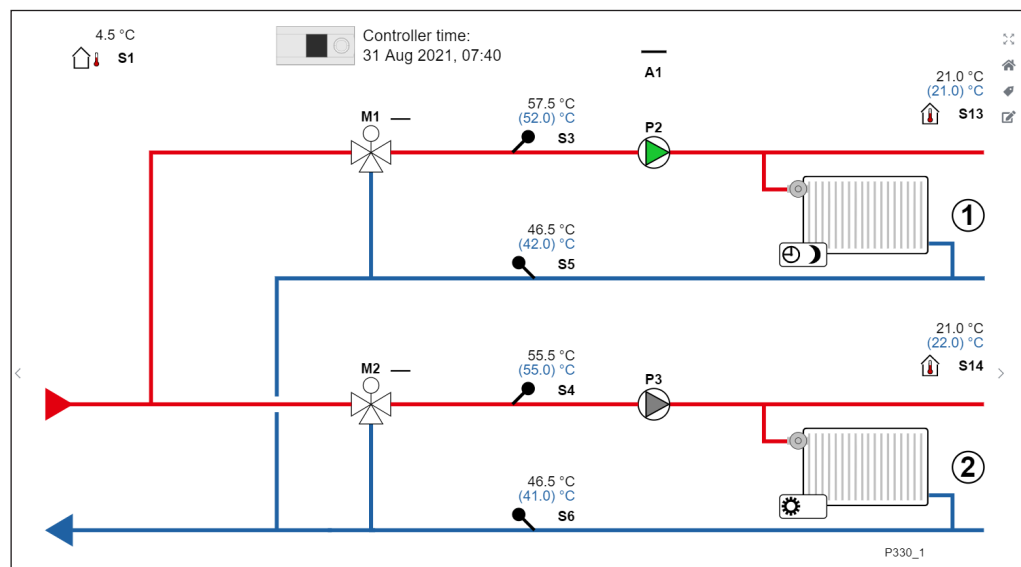 4.5 °C
S1
Controller time:
31 Aug 2021, 07:40
A1
21.0 °C
(21.0) °C
S13
M1
57.5 °C
(52.0) °C
S3
P2
1
46.5 °C
(42.0) °C
S5
21.0 °C
(22.0) °C
S14
M2
55.5 °C
(55.0) °C
S4
P3
2
46.5 °C
(41.0) °C
S6
P330_1